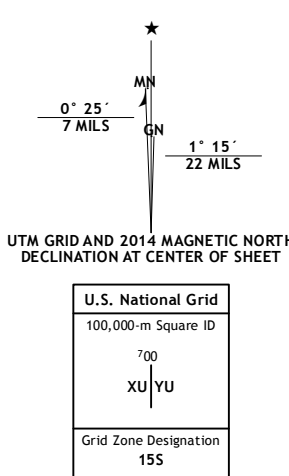 ★
MN
0° 25´
7 MILS
GN
1° 15´
22 MILS
UTM GRID AND 2014 MAGNETIC NORTH
DECLINATION AT CENTER OF SHEET
U.S. National Grid
100,000-m Square ID
⁷00
XU YU
Grid Zone Designation
15S